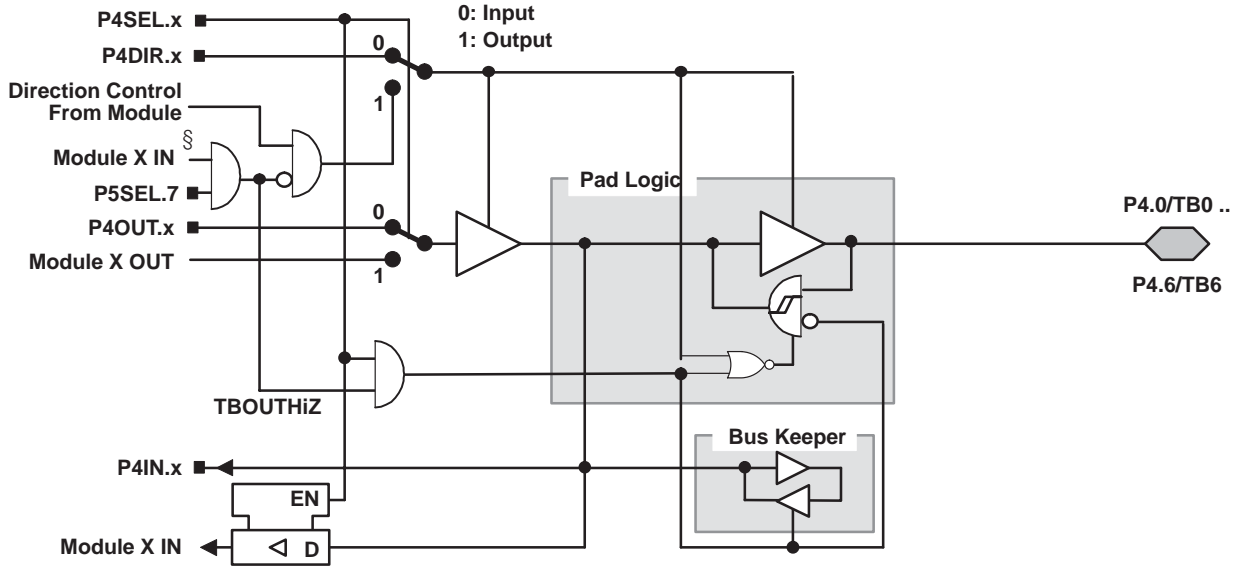 P4SEL.x
0: Input
1: Output
P4DIR.x
0
Direction Control
From Module
1
§
Module X IN
P5SEL.7
Pad Logic
P4OUT.x
0
P4.0/TB0 ..
Module X OUT
1
P4.6/TB6
TBOUTHiZ
Bus Keeper
P4IN.x
EN
Module X IN
D